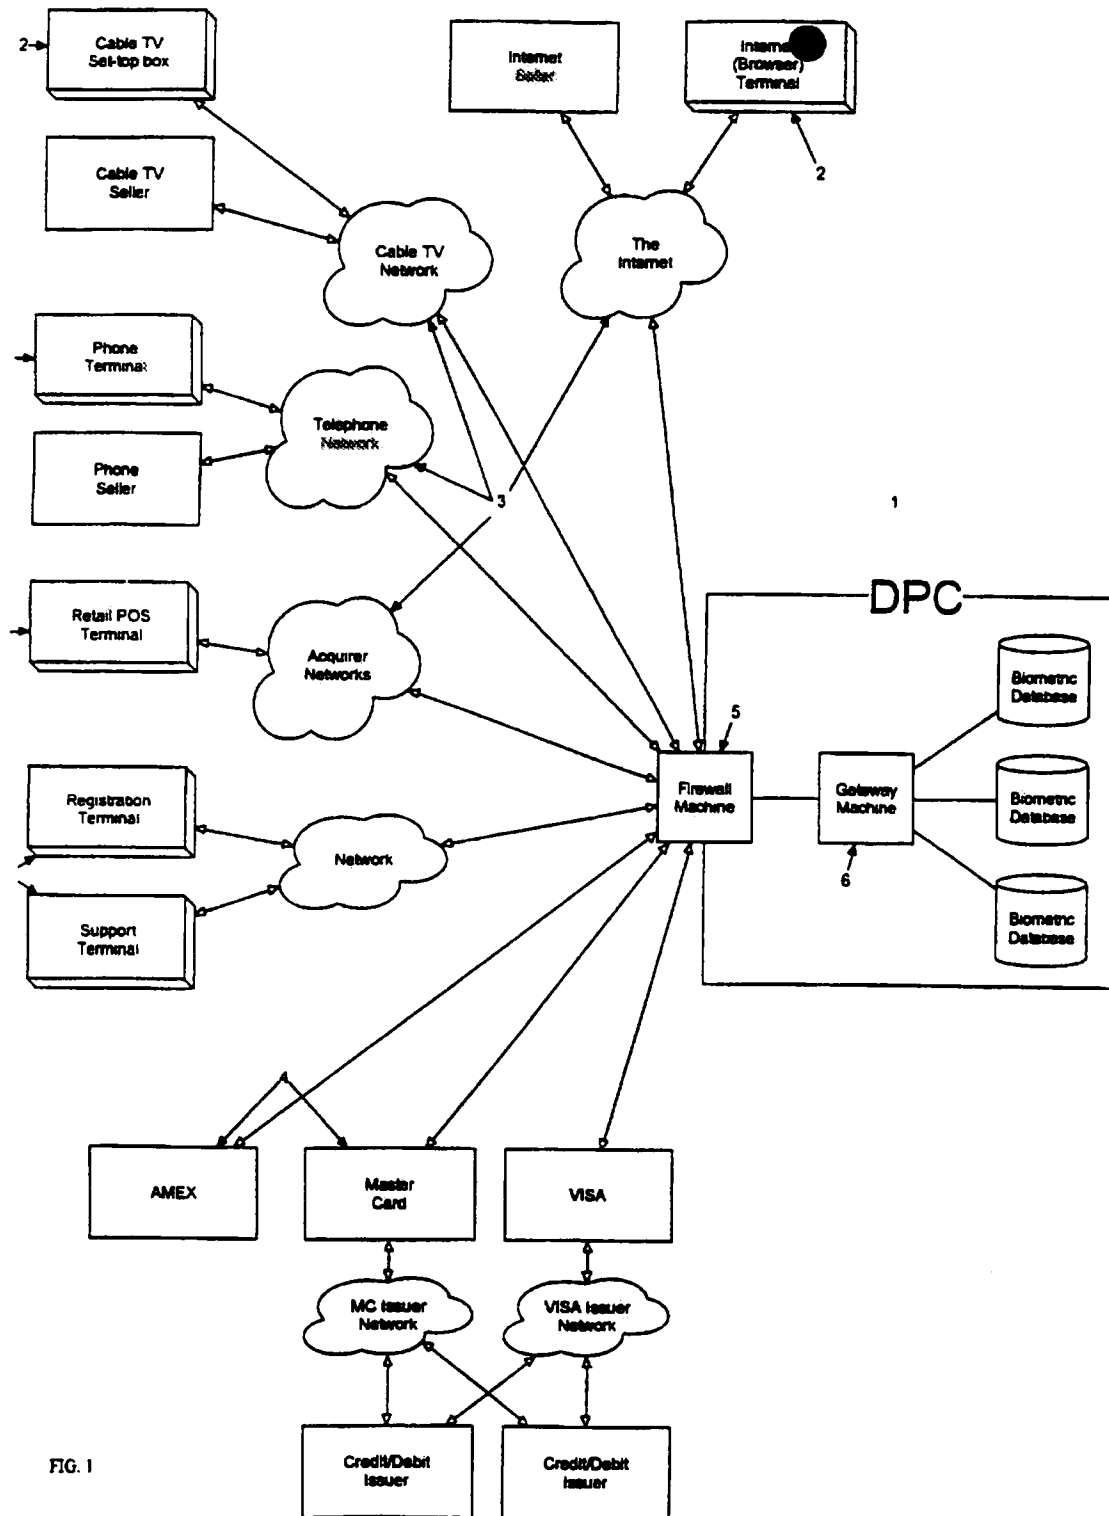 2
Cable TV
Set-top box
Internet
Seller
(Browser)
Terminal
2
Cable TV
Seller
Cable TV
Network
The
Internet
Phone
Terminal
Telephone
Network
Phone
Seller
3
1
DPC
Retail POS
Terminal
Acquirer
Networks
Biometric
Database
5
Firewall
Machine
Gateway
Machine
Biometric
Database
6
Registration
Terminal
Network
Support
Terminal
Biometric
Database
4
AMEX
Master
Card
VISA
MC Issuer
Network
VISA Issuer
Network
Credit/Debit
Issuer
Credit/Debit
Issuer
FIG. 1